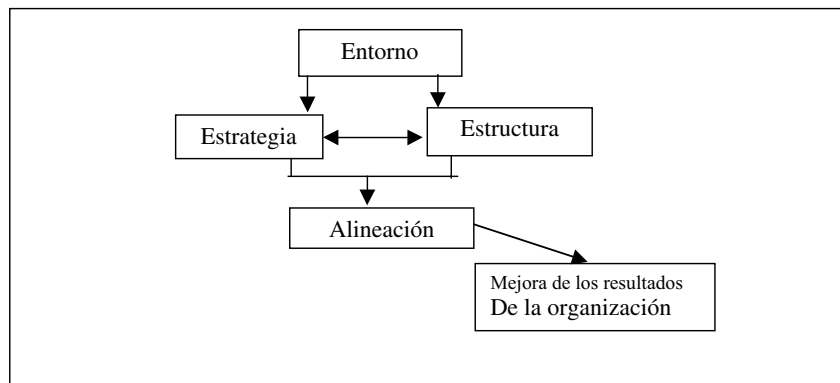 Entorno
Estrategia
Estructura
Alineación
Mejora de los resultados
De la organización